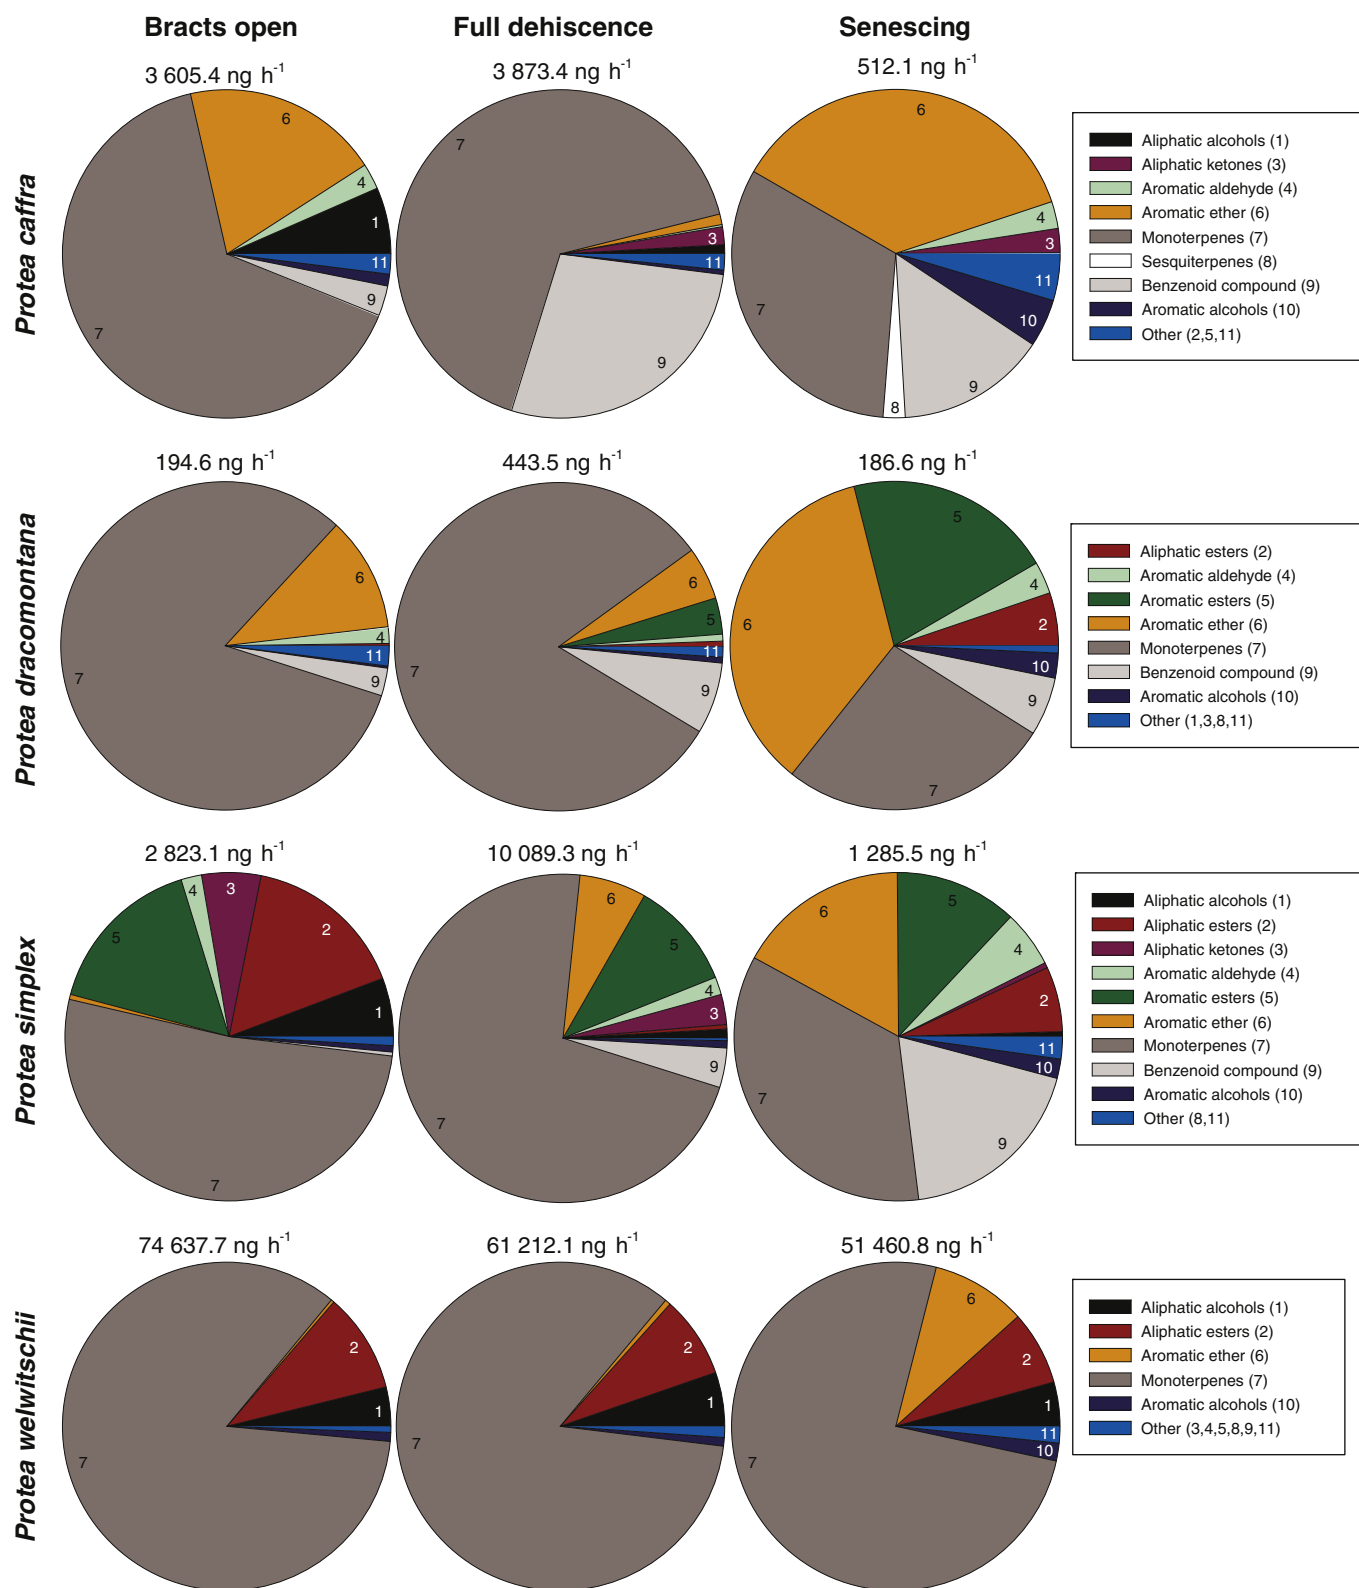 Bracts open
Full dehiscence
Senescing
Protea caffra
3 605.4 ng h⁻¹
6
4
1
11
9
7
3 873.4 ng h⁻¹
7
3
11
9
512.1 ng h⁻¹
6
4
3
11
10
9
8
7
Aliphatic alcohols (1)
Aliphatic ketones (3)
Aromatic aldehyde (4)
Aromatic ether (6)
Monoterpenes (7)
Sesquiterpenes (8)
Benzenoid compound (9)
Aromatic alcohols (10)
Other (2,5,11)
Protea dracomontana
194.6 ng h⁻¹
6
4
11
9
7
443.5 ng h⁻¹
6
5
11
9
7
186.6 ng h⁻¹
5
4
2
10
9
7
6
Aliphatic esters (2)
Aromatic aldehyde (4)
Aromatic esters (5)
Aromatic ether (6)
Monoterpenes (7)
Benzenoid compound (9)
Aromatic alcohols (10)
Other (1,3,8,11)
Protea simplex
2 823.1 ng h⁻¹
4
3
2
1
5
7
10 089.3 ng h⁻¹
6
5
4
3
9
7
1 285.5 ng h⁻¹
6
5
4
2
11
10
9
7
Aliphatic alcohols (1)
Aliphatic esters (2)
Aliphatic ketones (3)
Aromatic aldehyde (4)
Aromatic esters (5)
Aromatic ether (6)
Monoterpenes (7)
Benzenoid compound (9)
Aromatic alcohols (10)
Other (8,11)
Protea welwitschii
74 637.7 ng h⁻¹
2
1
7
61 212.1 ng h⁻¹
2
1
7
51 460.8 ng h⁻¹
6
2
1
11
10
7
Aliphatic alcohols (1)
Aliphatic esters (2)
Aromatic ether (6)
Monoterpenes (7)
Aromatic alcohols (10)
Other (3,4,5,8,9,11)